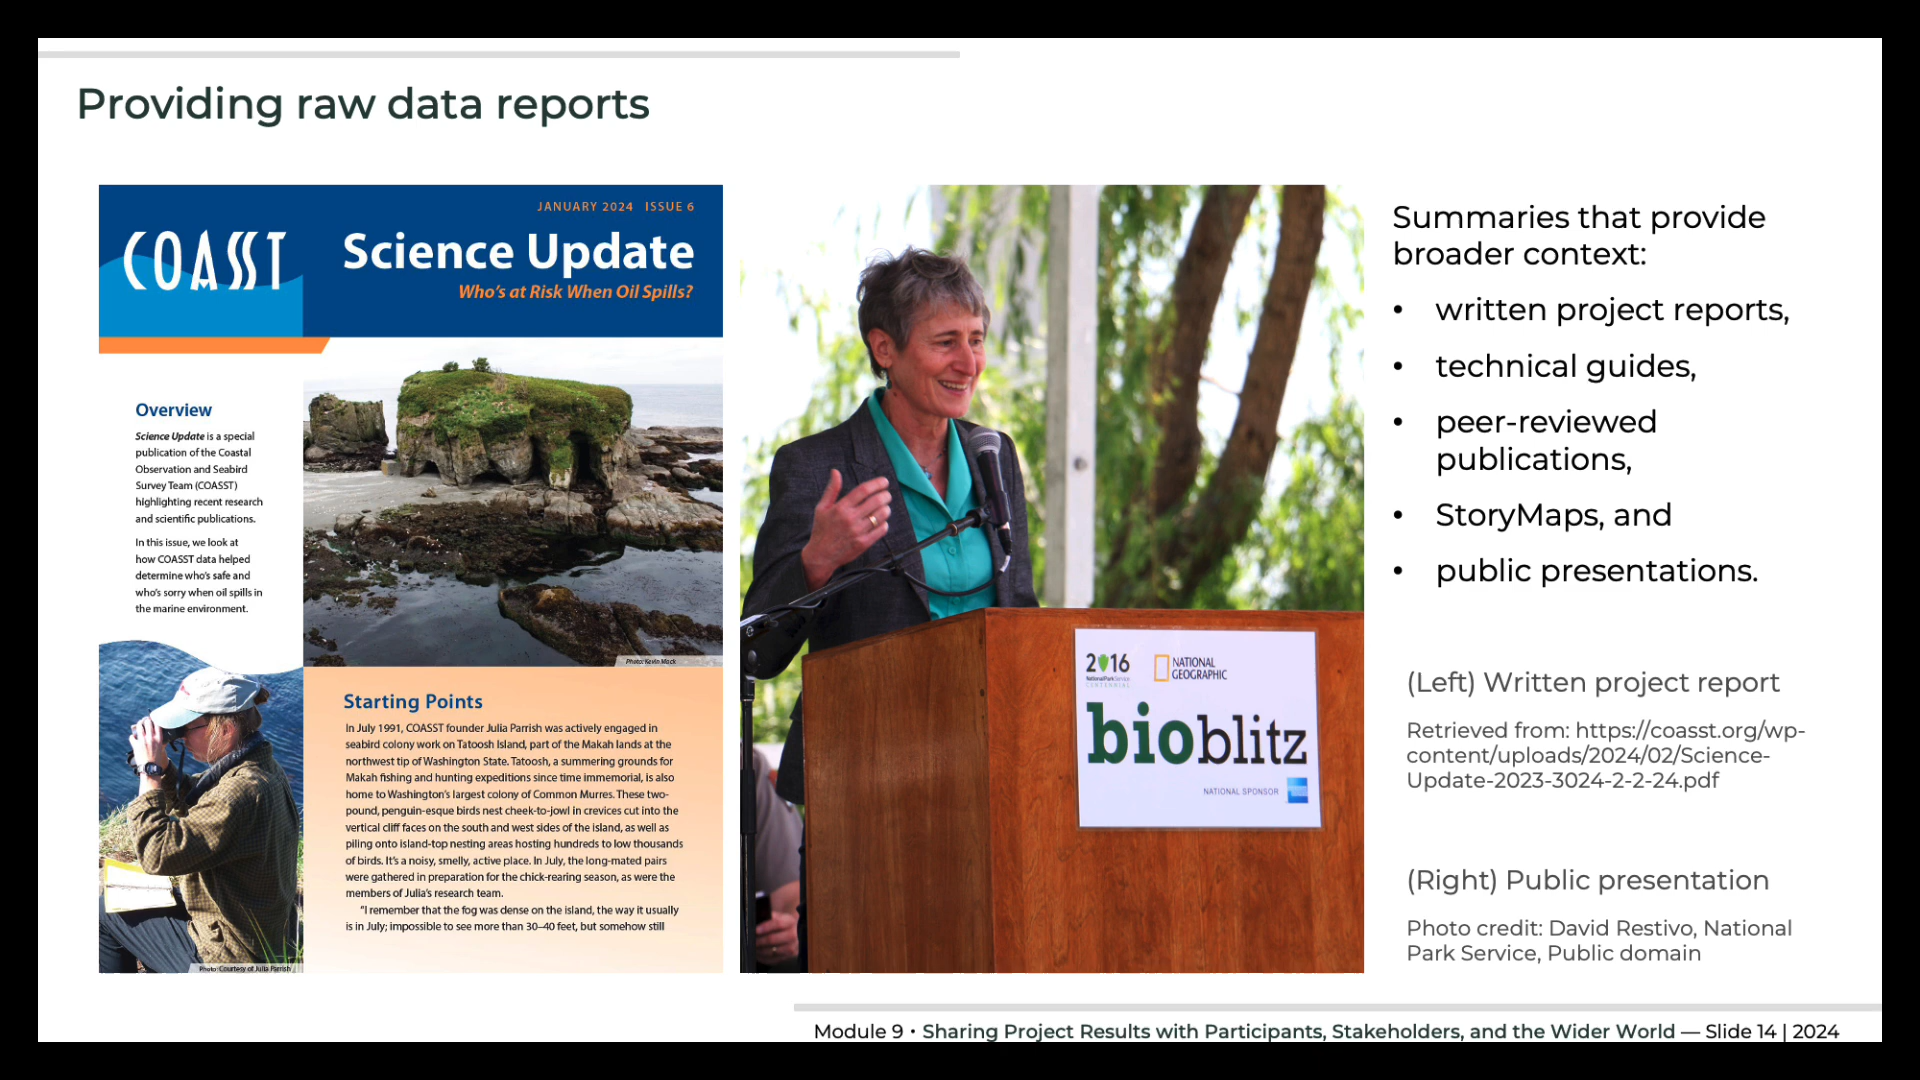 Providing raw data reports
JANUARY 2024 ISSUE 6
COASST
Science Update
Who's at Risk When Oil Spills?
Overview
Science Update is a special
publication of the Coastal
Observation and Seabird
Survey Team (COASST)
highlighting recent research
and scientific publications.
In this issue, we look at
how COASST data helped
determine who's safe and
who's sorry when oil spills in
the marine environment.
Photo: Kevin Mack
Photo: Courtesy of Julia Parrish
Starting Points
In July 1991, COASST founder Julia Parrish was actively engaged in
seabird colony work on Tatoosh Island, part of the Makah lands at the
northwest tip of Washington State. Tatoosh, a summering grounds for
Makah fishing and hunting expeditions since time immemorial, is also
home to Washington's largest colony of Common Murres. These two-
pound, penguin-esque birds nest cheek-to-jowl in crevices cut into the
vertical cliff faces on the south and west sides of the island, as well as
piling onto island-top nesting areas hosting hundreds to low thousands
of birds. It's a noisy, smelly, active place. In July, the long-mated pairs
were gathered in preparation for the chick-rearing season, as were the
members of Julia's research team.
"I remember that the fog was dense on the island, the way it usually
is in July; impossible to see more than 30–40 feet, but somehow still
2016
National Park Service
CENTENNIAL
NATIONAL
GEOGRAPHIC
bioblitz
NATIONAL SPONSOR
Summaries that provide
broader context:
• written project reports,
• technical guides,
• peer-reviewed
publications,
• StoryMaps, and
• public presentations.
(Left) Written project report
Retrieved from: https://coasst.org/wp-
content/uploads/2024/02/Science-
Update-2023-3024-2-2-24.pdf
(Right) Public presentation
Photo credit: David Restivo, National
Park Service, Public domain
Module 9 • Sharing Project Results with Participants, Stakeholders, and the Wider World — Slide 14 | 2024